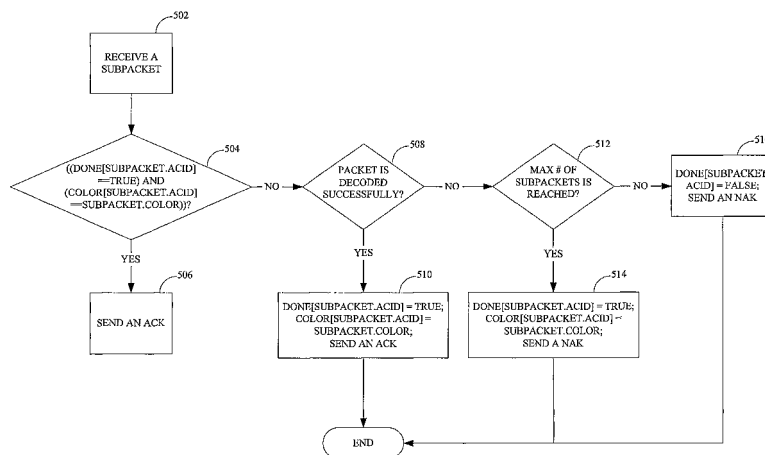 502
RECEIVE A
SUBPACKET
504
((DONE[SUBPACKET.ACID]
==TRUE) AND
(COLOR[SUBPACKET.ACID]
==SUBPACKET.COLOR))?
NO
508
PACKET IS
DECODED
SUCCESSFULLY?
NO
512
MAX # OF
SUBPACKETS IS
REACHED?
NO
51
DONE[SUBPACKET
ACID] = FALSE;
SEND AN NAK
YES
YES
YES
506
SEND AN ACK
510
DONE[SUBPACKET.ACID] = TRUE;
COLOR[SUBPACKET.ACID] =
SUBPACKET.COLOR;
SEND AN ACK
514
DONE[SUBPACKET.ACID] = TRUE;
COLOR[SUBPACKET.ACID] =
SUBPACKET.COLOR;
SEND A NAK
END